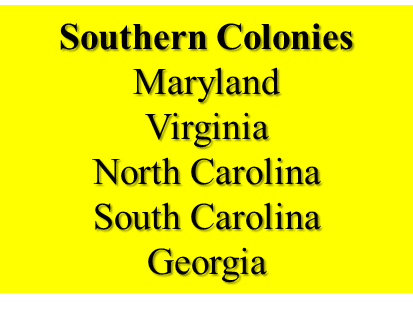 Southern Colonies
Maryland
Virginia
North Carolina
South Carolina
Georgia